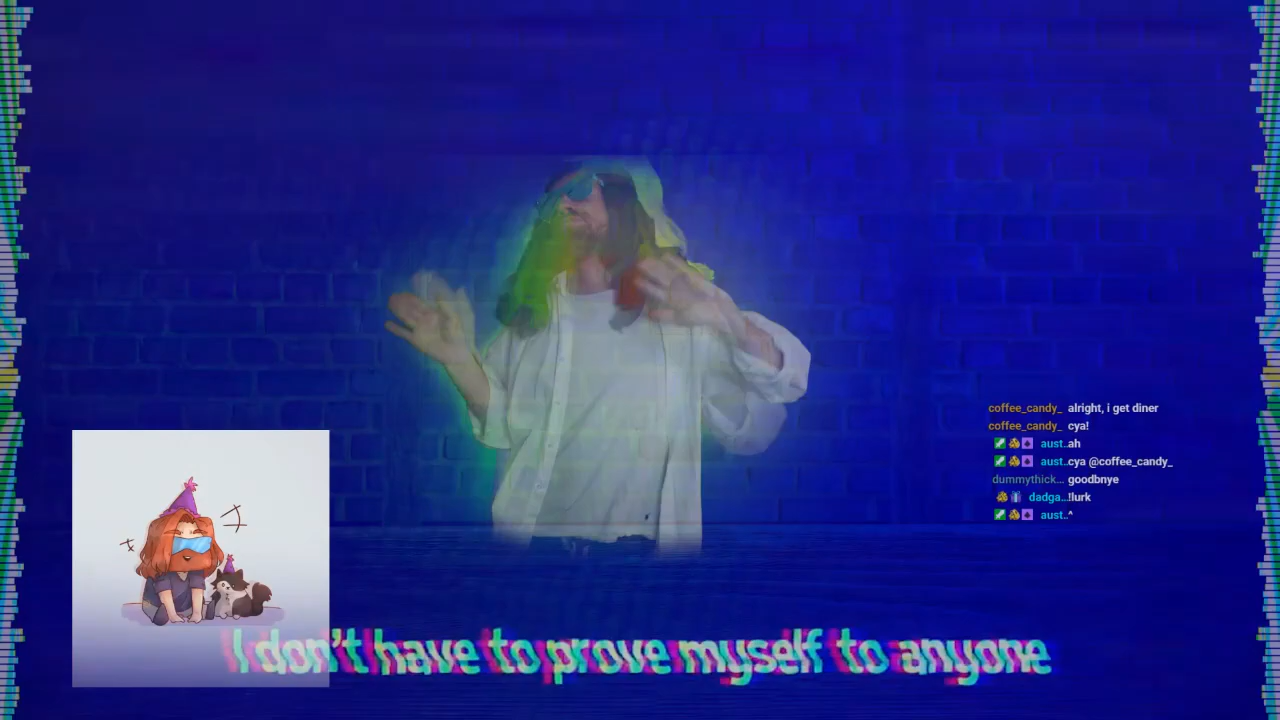 coffee_candy_ alright, i get diner
coffee_candy_ cya!
aust.. ah
aust.. cya @coffee_candy_
dummythick... goodbnye
dadga... !lurk
aust.. ^
I don't have to prove myself to anyone